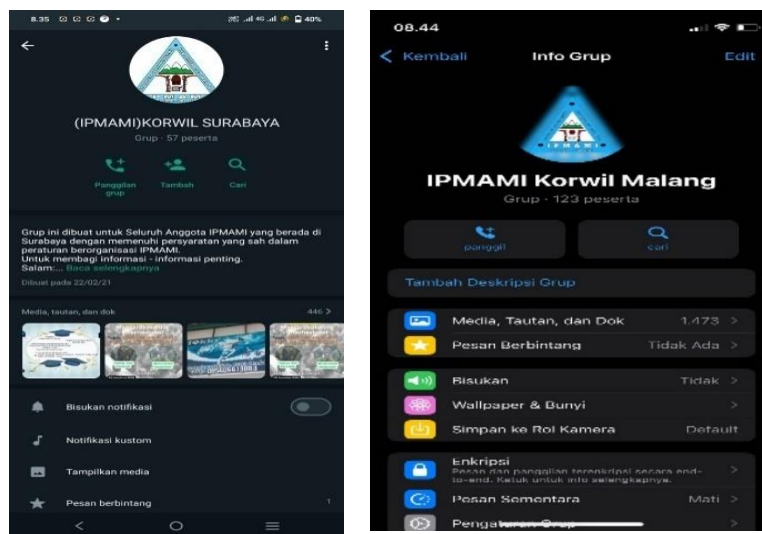 8.35
40%
(IPMAMI)KORWIL SURABAYA
Grup · 57 peserta
Panggilan grup
Tambah
Cari
Grup ini dibuat untuk Seluruh Anggota IPMAMI yang berada di
Surabaya dengan memenuhi persyaratan yang sah dalam
peraturan berorganisasi IPMAMI.
Untuk membagi informasi - informasi penting.
Salam:... Baca selengkapnya
Dibuat pada 22/02/21
Media, tautan, dan dok 446 >
Bisukan notifikasi
Notifikasi kustom
Tampilkan media
Pesan berbintang 1
08.44
< Kembali Info Grup Edit
IPMAMI
IPMAMI Korwil Malang
Grup · 123 peserta
panggil
cari
Tambah Deskripsi Grup
Media, Tautan, dan Dok 1.473 >
Pesan Berbintang Tidak Ada >
Bisukan Tidak >
Wallpaper & Bunyi >
Simpan ke Rol Kamera Default
Enkripsi
Pesan dan panggilan terenkripsi secara end-
to-end. Ketuk untuk info selengkapnya.
Pesan Sementara Mati >
Pengaturan Grup >